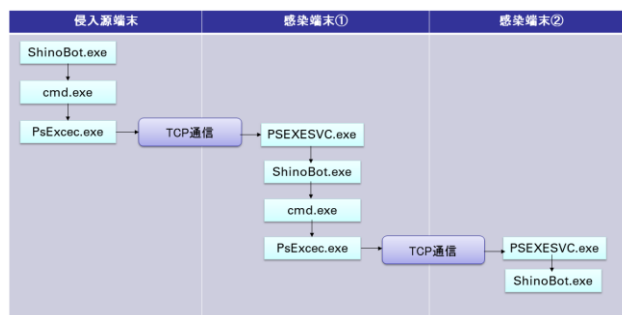 侵入源端末
感染端末①
感染端末②
ShinoBot.exe
cmd.exe
PsExcec.exe
TCP通信
PSEXESVC.exe
ShinoBot.exe
cmd.exe
PsExcec.exe
TCP通信
PSEXESVC.exe
ShinoBot.exe